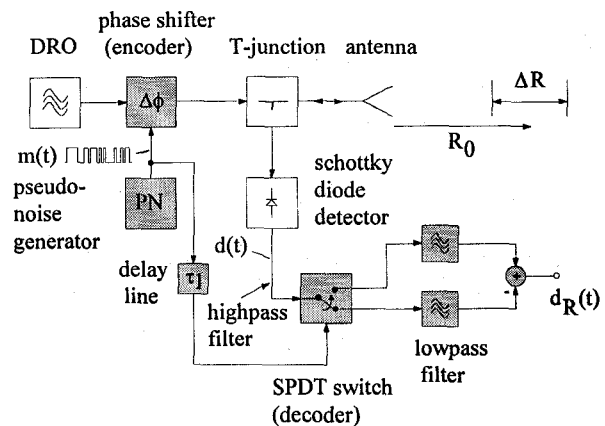 phase shifter
DRO (encoder) T-junction antenna
Δϕ
ΔR
R0
m(t)
pseudo-
noise
generator
PN
schottky
diode
detector
d(t)
delay
line
τ1
highpass
filter
+
-
dR(t)
lowpass
filter
SPDT switch
(decoder)